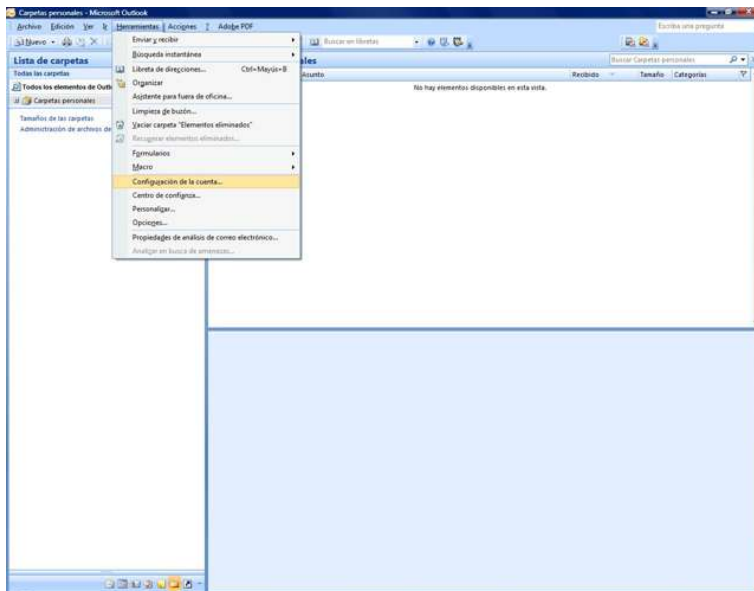 Carpetas personales - Microsoft Outlook
Archivo Edición Ver Ir Herramientas Acciones ? Adobe PDF
Escriba una pregunta
Nuevo
Buscar en libretas
Enviar y recibir
Búsqueda instantánea
Libreta de direcciones... Ctrl+Mayús+B
Organizar
Asistente para fuera de oficina...
Limpieza de buzón...
Vaciar carpeta "Elementos eliminados"
Recuperar elementos eliminados...
Formularios
Macro
Configuración de la cuenta...
Centro de confianza...
Personalizar...
Opciones...
Propiedades de análisis de correo electrónico...
Analizar en busca de amenazas...
Lista de carpetas
Todas las carpetas
Todos los elementos de Outl
Carpetas personales
Tamaños de las carpetas
Administración de archivos de
ales
Buscar Carpetas personales
Asunto Recibido Tamaño Categorías
No hay elementos disponibles en esta vista.